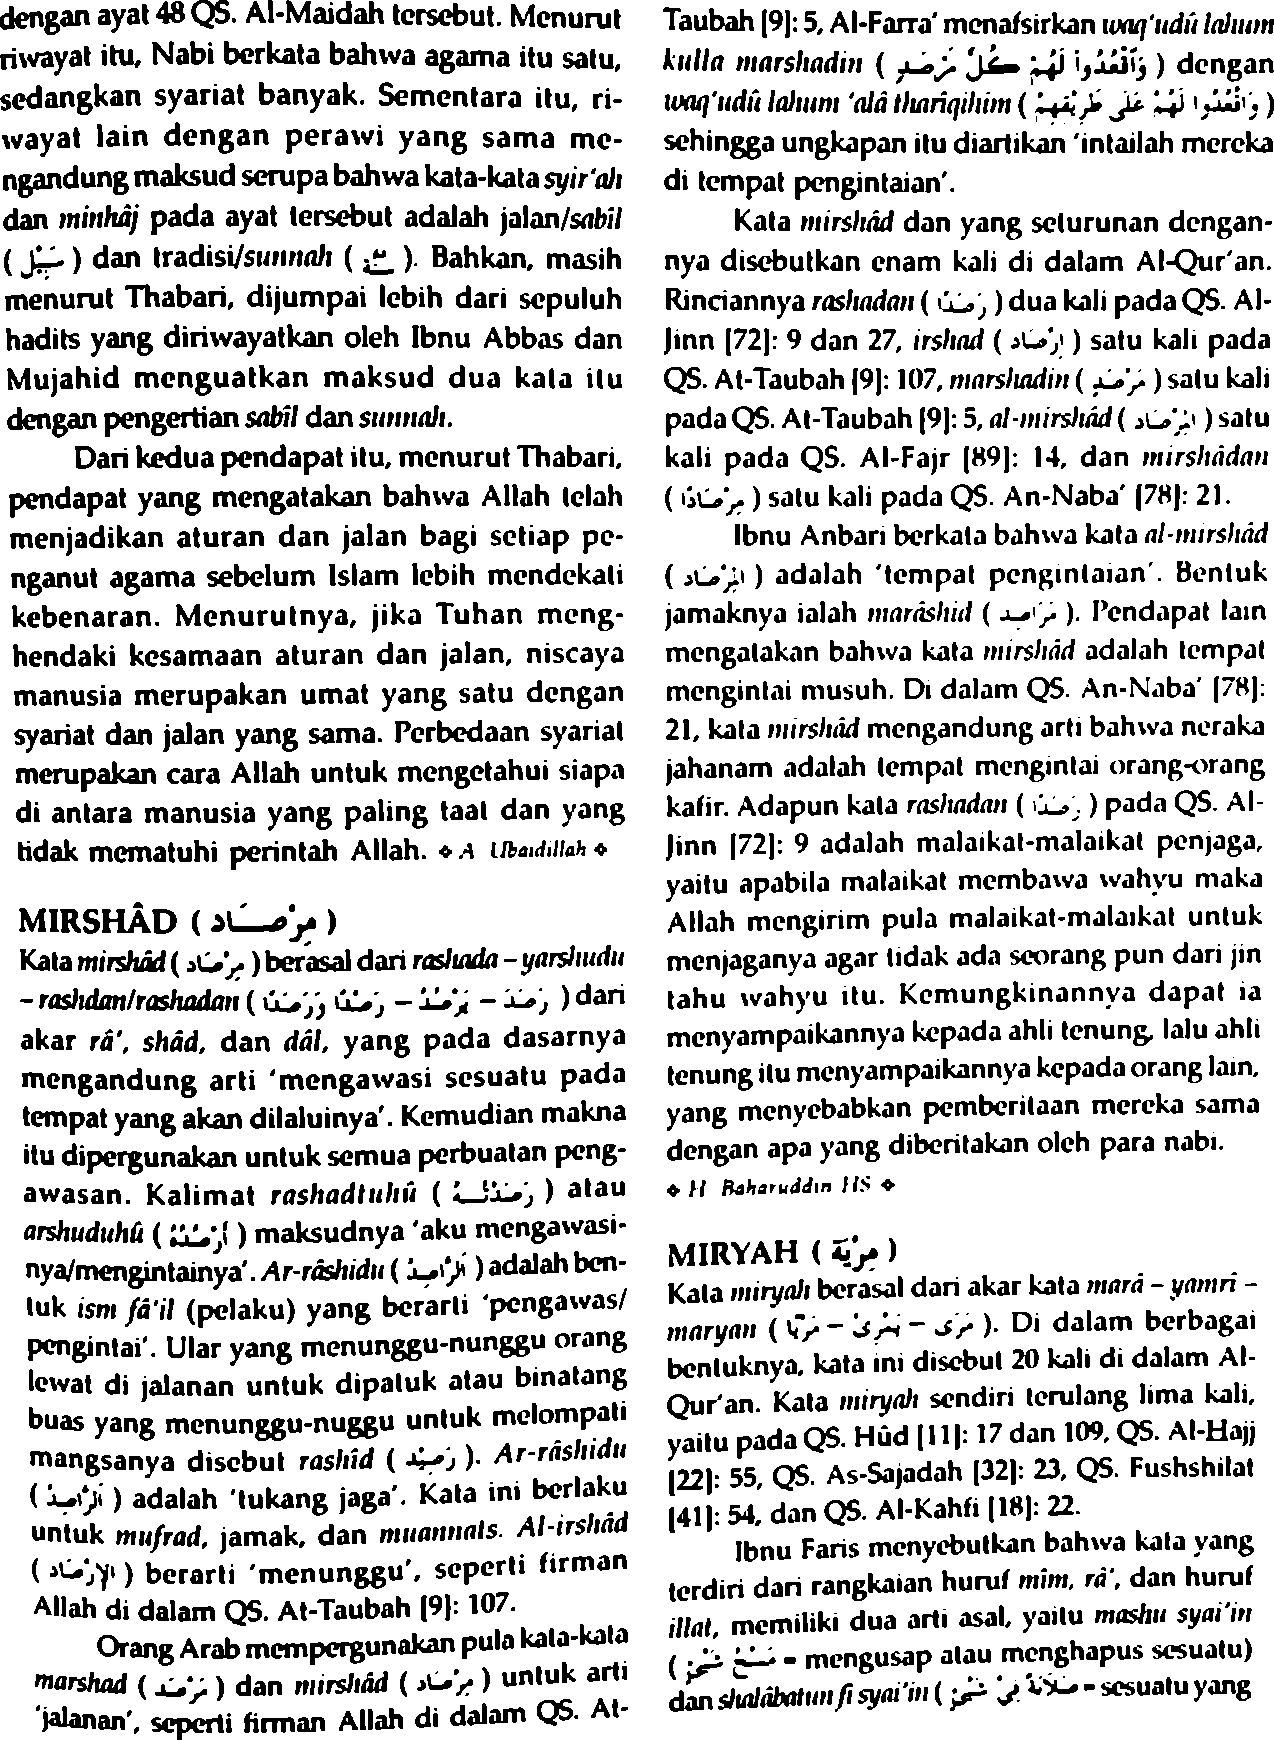 dengan ayat 48 QS. Al-Maidah tersebut. Menurut
riwayat itu, Nabi berkata bahwa agama itu satu,
sedangkan syariat banyak. Sementara itu, ri-
wayat lain dengan perawi yang sama me-
ngandung maksud serupa bahwa kata-kata syir'ah
dan minhâj pada ayat tersebut adalah jalan/sabîl
( سَبِيْل ) dan tradisi/sunnah ( سُنَّة ). Bahkan, masih
menurut Thabari, dijumpai lebih dari sepuluh
hadits yang diriwayatkan oleh Ibnu Abbas dan
Mujahid menguatkan maksud dua kata itu
dengan pengertian sabîl dan sunnah.
Dari kedua pendapat itu, menurut Thabari,
pendapat yang mengatakan bahwa Allah telah
menjadikan aturan dan jalan bagi setiap pe-
nganut agama sebelum Islam lebih mendekati
kebenaran. Menurutnya, jika Tuhan meng-
hendaki kesamaan aturan dan jalan, niscaya
manusia merupakan umat yang satu dengan
syariat dan jalan yang sama. Perbedaan syariat
merupakan cara Allah untuk mengetahui siapa
di antara manusia yang paling taat dan yang
tidak mematuhi perintah Allah. ❖ A Ubaidillah ❖
MIRSHÂD ( مِرْصَاد )
Kata mirshâd ( مِرْصَاد ) berasal dari rashada – yarshudu
– rashdan/rashadan ( رَصَدَ – يَرْصُدُ – رَصْدًا وَرَصَدًا ) dari
akar râ', shâd, dan dâl, yang pada dasarnya
mengandung arti 'mengawasi sesuatu pada
tempat yang akan dilaluinya'. Kemudian makna
itu dipergunakan untuk semua perbuatan peng-
awasan. Kalimat rashadtuhû ( رَصَدْتُهُ ) atau
arshuduhû ( أَرْصُدُهُ ) maksudnya 'aku mengawasi-
nya/mengintainya'. Ar-râshidu ( اَلرَّاصِدُ ) adalah ben-
tuk ism fâ'il (pelaku) yang berarti 'pengawas/
pengintai'. Ular yang menunggu-nunggu orang
lewat di jalanan untuk dipatuk atau binatang
buas yang menunggu-nuggu untuk melompati
mangsanya disebut rashîd ( رَصِيْد ). Ar-râshidu
( اَلرَّاصِدُ ) adalah 'tukang jaga'. Kata ini berlaku
untuk mufrad, jamak, dan muannats. Al-irshâd
( اَلْإِرْصَاد ) berarti 'menunggu', seperti firman
Allah di dalam QS. At-Taubah [9]: 107.
Orang Arab mempergunakan pula kata-kata
marshad ( مَرْصَد ) dan mirshâd ( مِرْصَاد ) untuk arti
'jalanan', seperti firman Allah di dalam QS. At-
Taubah [9]: 5, Al-Farra' menafsirkan waq'udû lahum
kulla marshadin ( وَاقْعُدُوا لَهُمْ كُلَّ مَرْصَدٍ ) dengan
waq'udû lahum 'alâ tharîqihim ( وَاقْعُدُوا لَهُمْ عَلَى طَرِيْقِهِمْ )
sehingga ungkapan itu diartikan 'intailah mereka
di tempat pengintaian'.
Kata mirshâd dan yang seturunan dengan-
nya disebutkan enam kali di dalam Al-Qur'an.
Rinciannya rashadan ( رَصَدًا ) dua kali pada QS. Al-
Jinn [72]: 9 dan 27, irshad ( إِرْصَاد ) satu kali pada
QS. At-Taubah [9]: 107, marshadin ( مَرْصَدٍ ) satu kali
pada QS. At-Taubah [9]: 5, al-mirshâd ( اَلْمِرْصَاد ) satu
kali pada QS. Al-Fajr [89]: 14, dan mirshâdan
( مِرْصَادًا ) satu kali pada QS. An-Naba' [78]: 21.
Ibnu Anbari berkata bahwa kata al-mirshâd
( اَلْمِرْصَاد ) adalah 'tempat pengintaian'. Bentuk
jamaknya ialah marâshid ( مَرَاصِد ). Pendapat lain
mengatakan bahwa kata mirshâd adalah tempat
mengintai musuh. Di dalam QS. An-Naba' [78]:
21, kata mirshâd mengandung arti bahwa neraka
jahanam adalah tempat mengintai orang-orang
kafir. Adapun kata rashadan ( رَصَدًا ) pada QS. Al-
Jinn [72]: 9 adalah malaikat-malaikat penjaga,
yaitu apabila malaikat membawa wahyu maka
Allah mengirim pula malaikat-malaikat untuk
menjaganya agar tidak ada seorang pun dari jin
tahu wahyu itu. Kemungkinannya dapat ia
menyampaikannya kepada ahli tenung, lalu ahli
tenung itu menyampaikannya kepada orang lain,
yang menyebabkan pemberitaan mereka sama
dengan apa yang diberitakan oleh para nabi.
❖ H Baharuddin HS ❖
MIRYAH ( مِرْيَة )
Kata miryah berasal dari akar kata marâ – yamrî –
maryan ( مَرَى – يَمْرِيْ – مَرْيًا ). Di dalam berbagai
bentuknya, kata ini disebut 20 kali di dalam Al-
Qur'an. Kata miryah sendiri terulang lima kali,
yaitu pada QS. Hûd [11]: 17 dan 109, QS. Al-Hajj
[22]: 55, QS. As-Sajadah [32]: 23, QS. Fushshilat
[41]: 54, dan QS. Al-Kahfi [18]: 22.
Ibnu Faris menyebutkan bahwa kata yang
terdiri dari rangkaian huruf mîm, râ', dan huruf
illat, memiliki dua arti asal, yaitu mashu syai'in
( مَسْحُ شَيْءٍ = mengusap atau menghapus sesuatu)
dan shalâbatun fi syai'in ( صَلَابَةٌ فِي شَيْءٍ = sesuatu yang